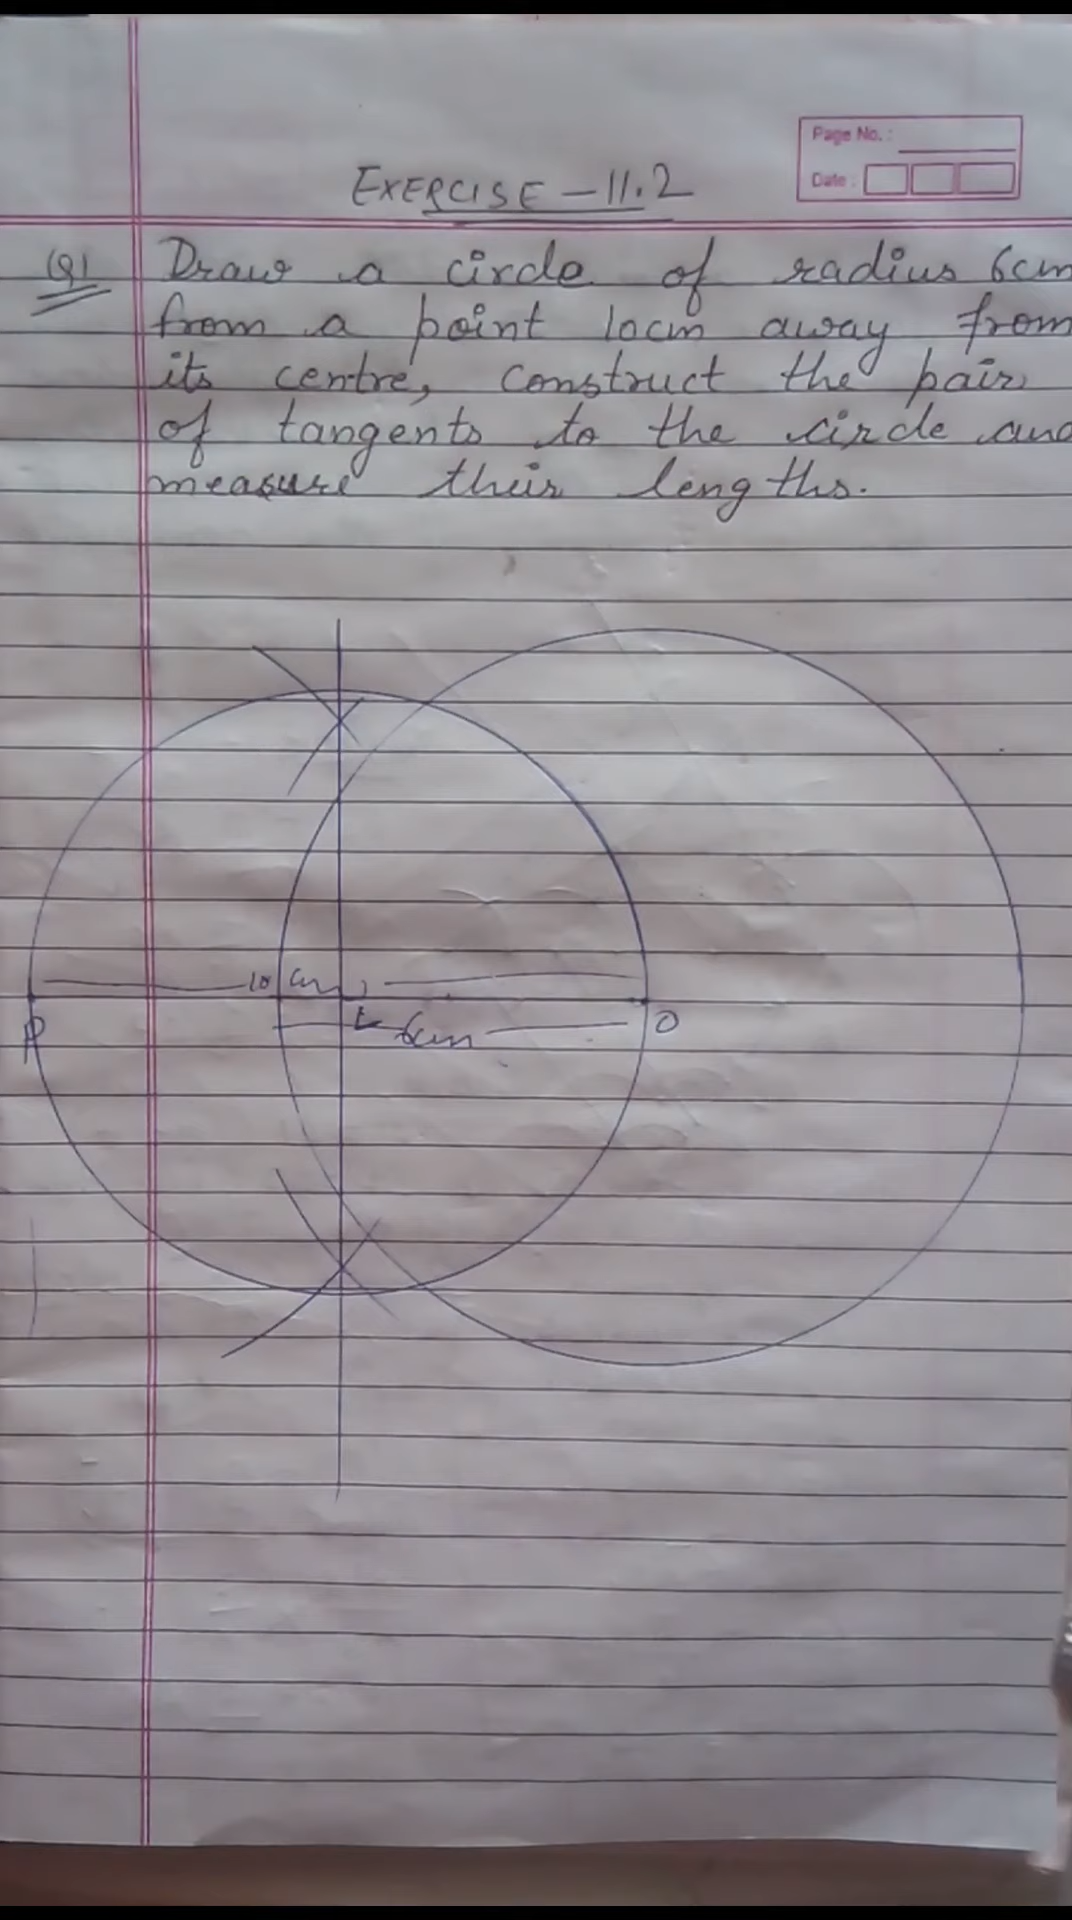 Page No. :
Date :
EXERCISE - 11.2
Q1 Draw a circle of radius 6cm
from a point 10cm away from
its centre, construct the pair
of tangents to the circle and
measure their lengths.
10 cm
P
6cm
O